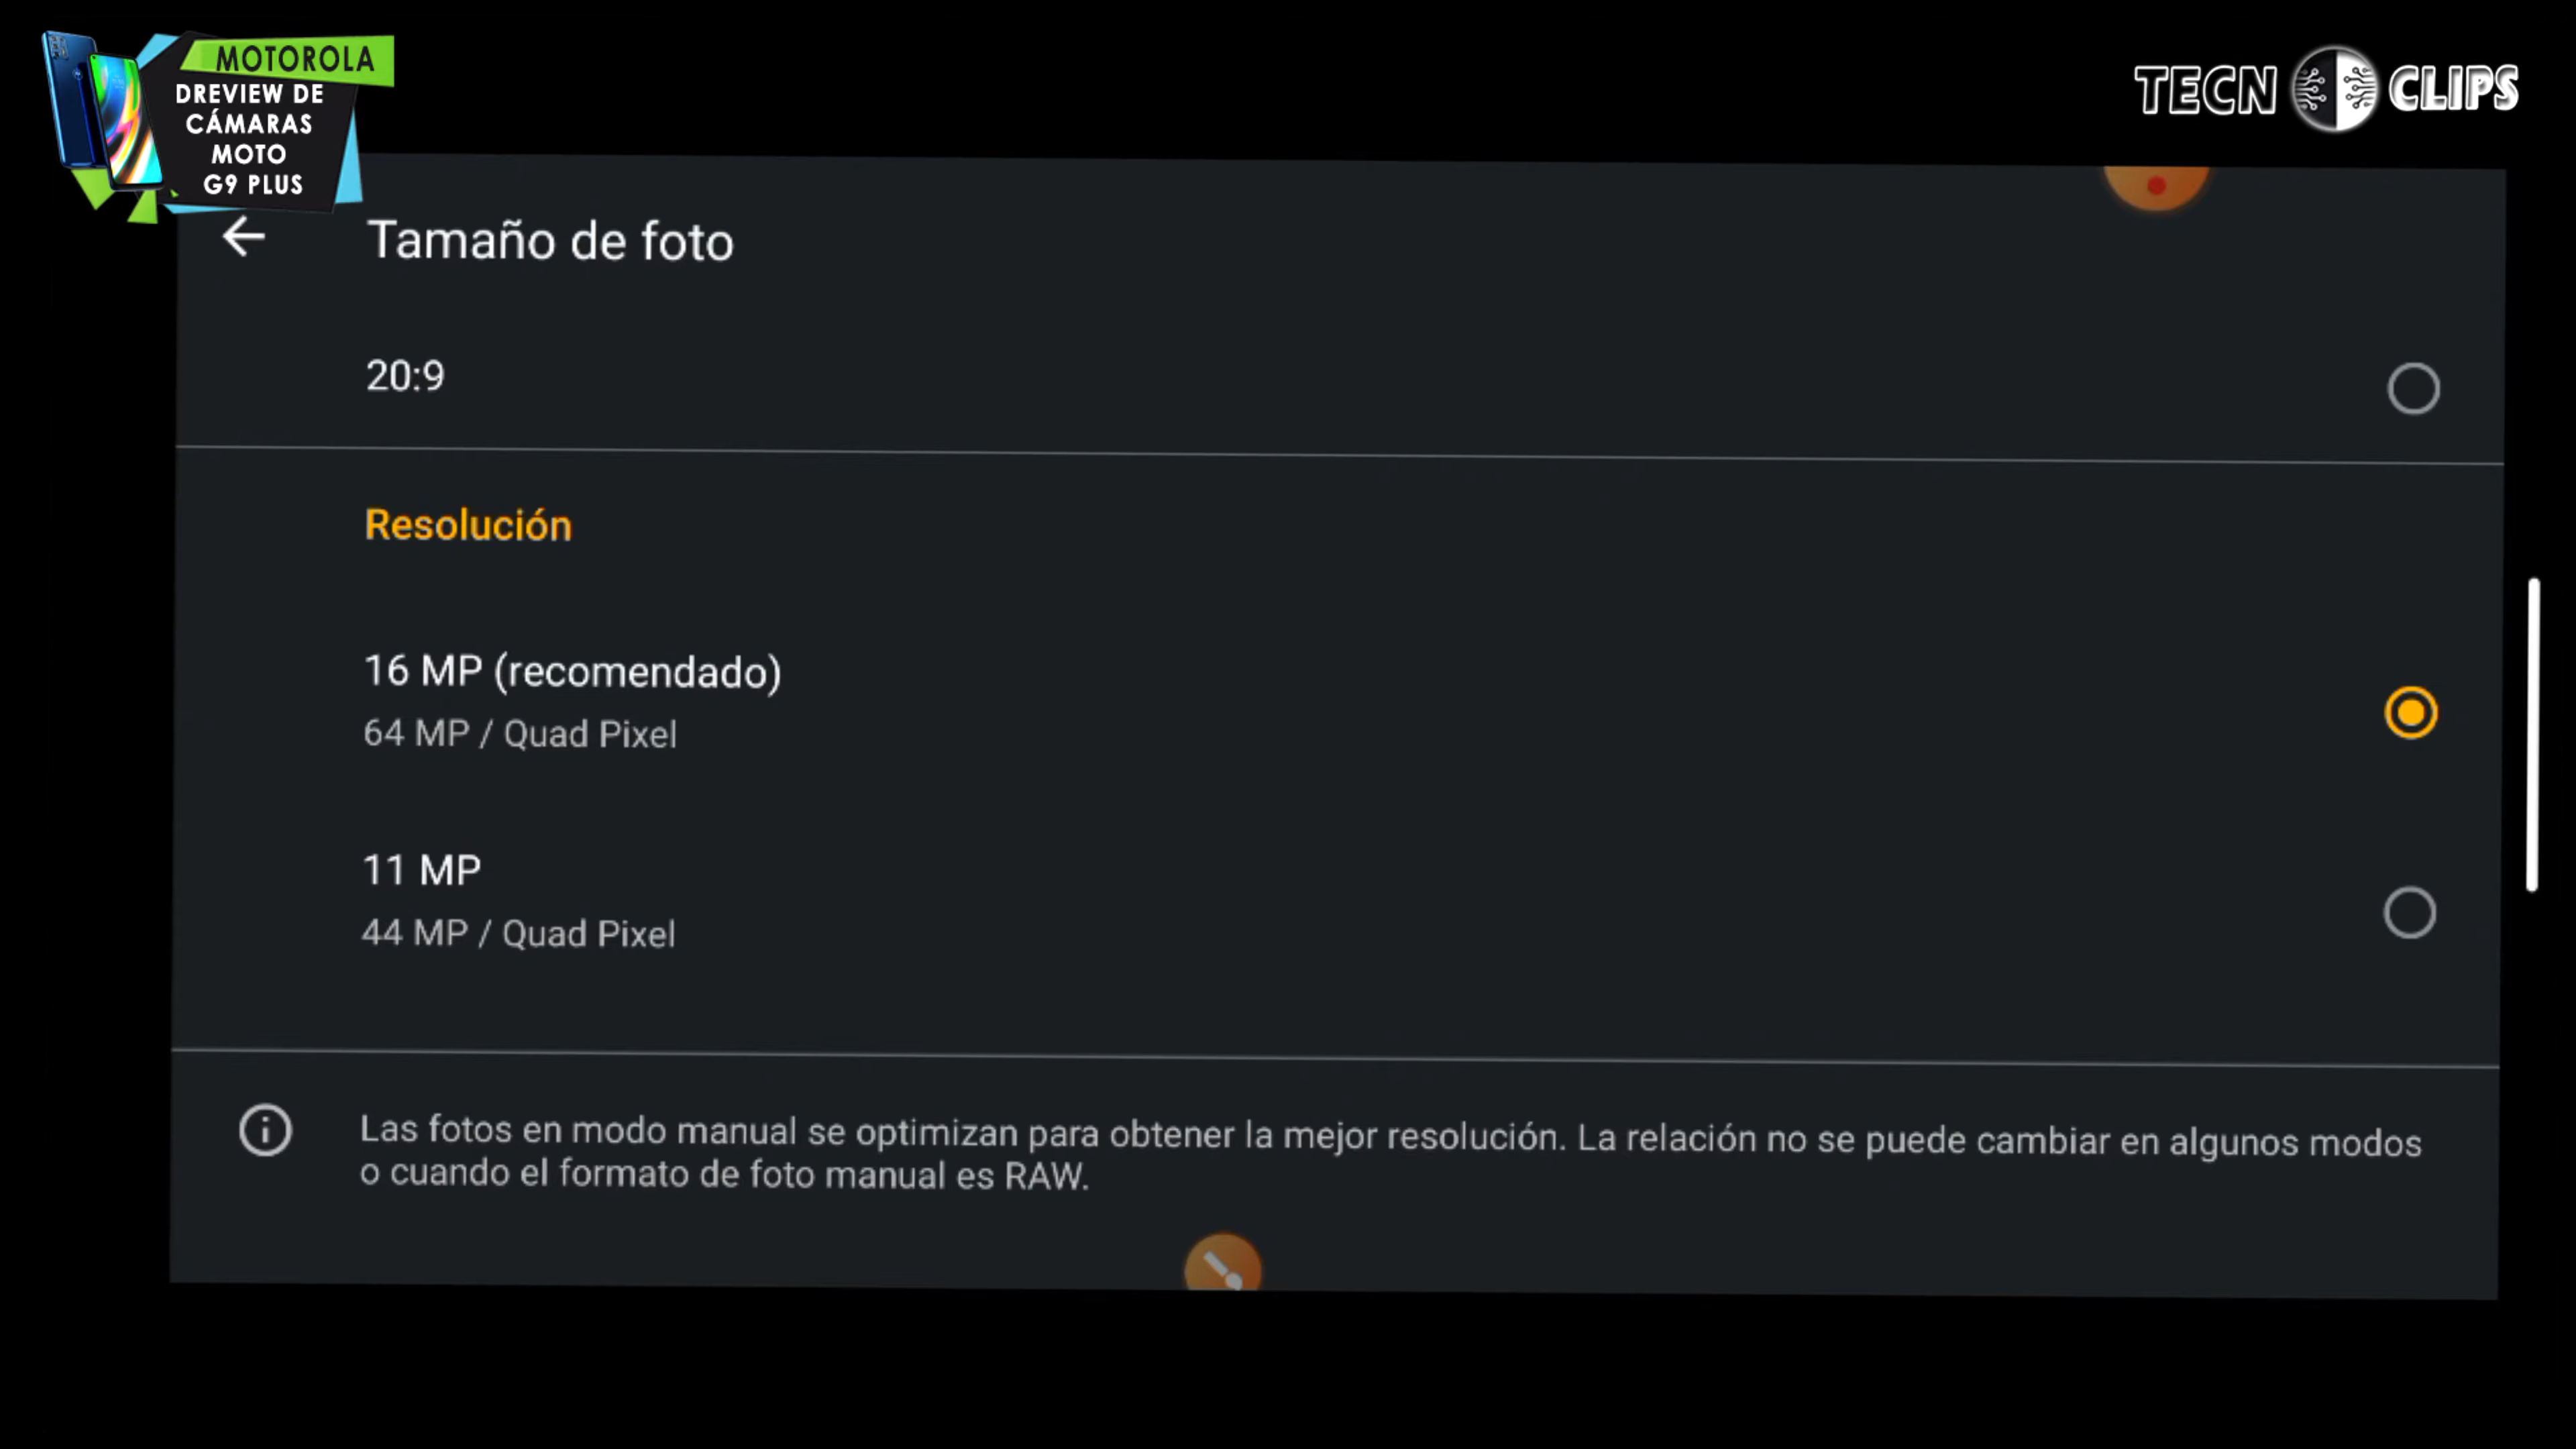 MOTOROLA
DREVIEW DE
CÁMARAS
MOTO
G9 PLUS
TECN CLIPS
Tamaño de foto
20:9
Resolución
16 MP (recomendado)
64 MP / Quad Pixel
11 MP
44 MP / Quad Pixel
Las fotos en modo manual se optimizan para obtener la mejor resolución. La relación no se puede cambiar en algunos modos
o cuando el formato de foto manual es RAW.